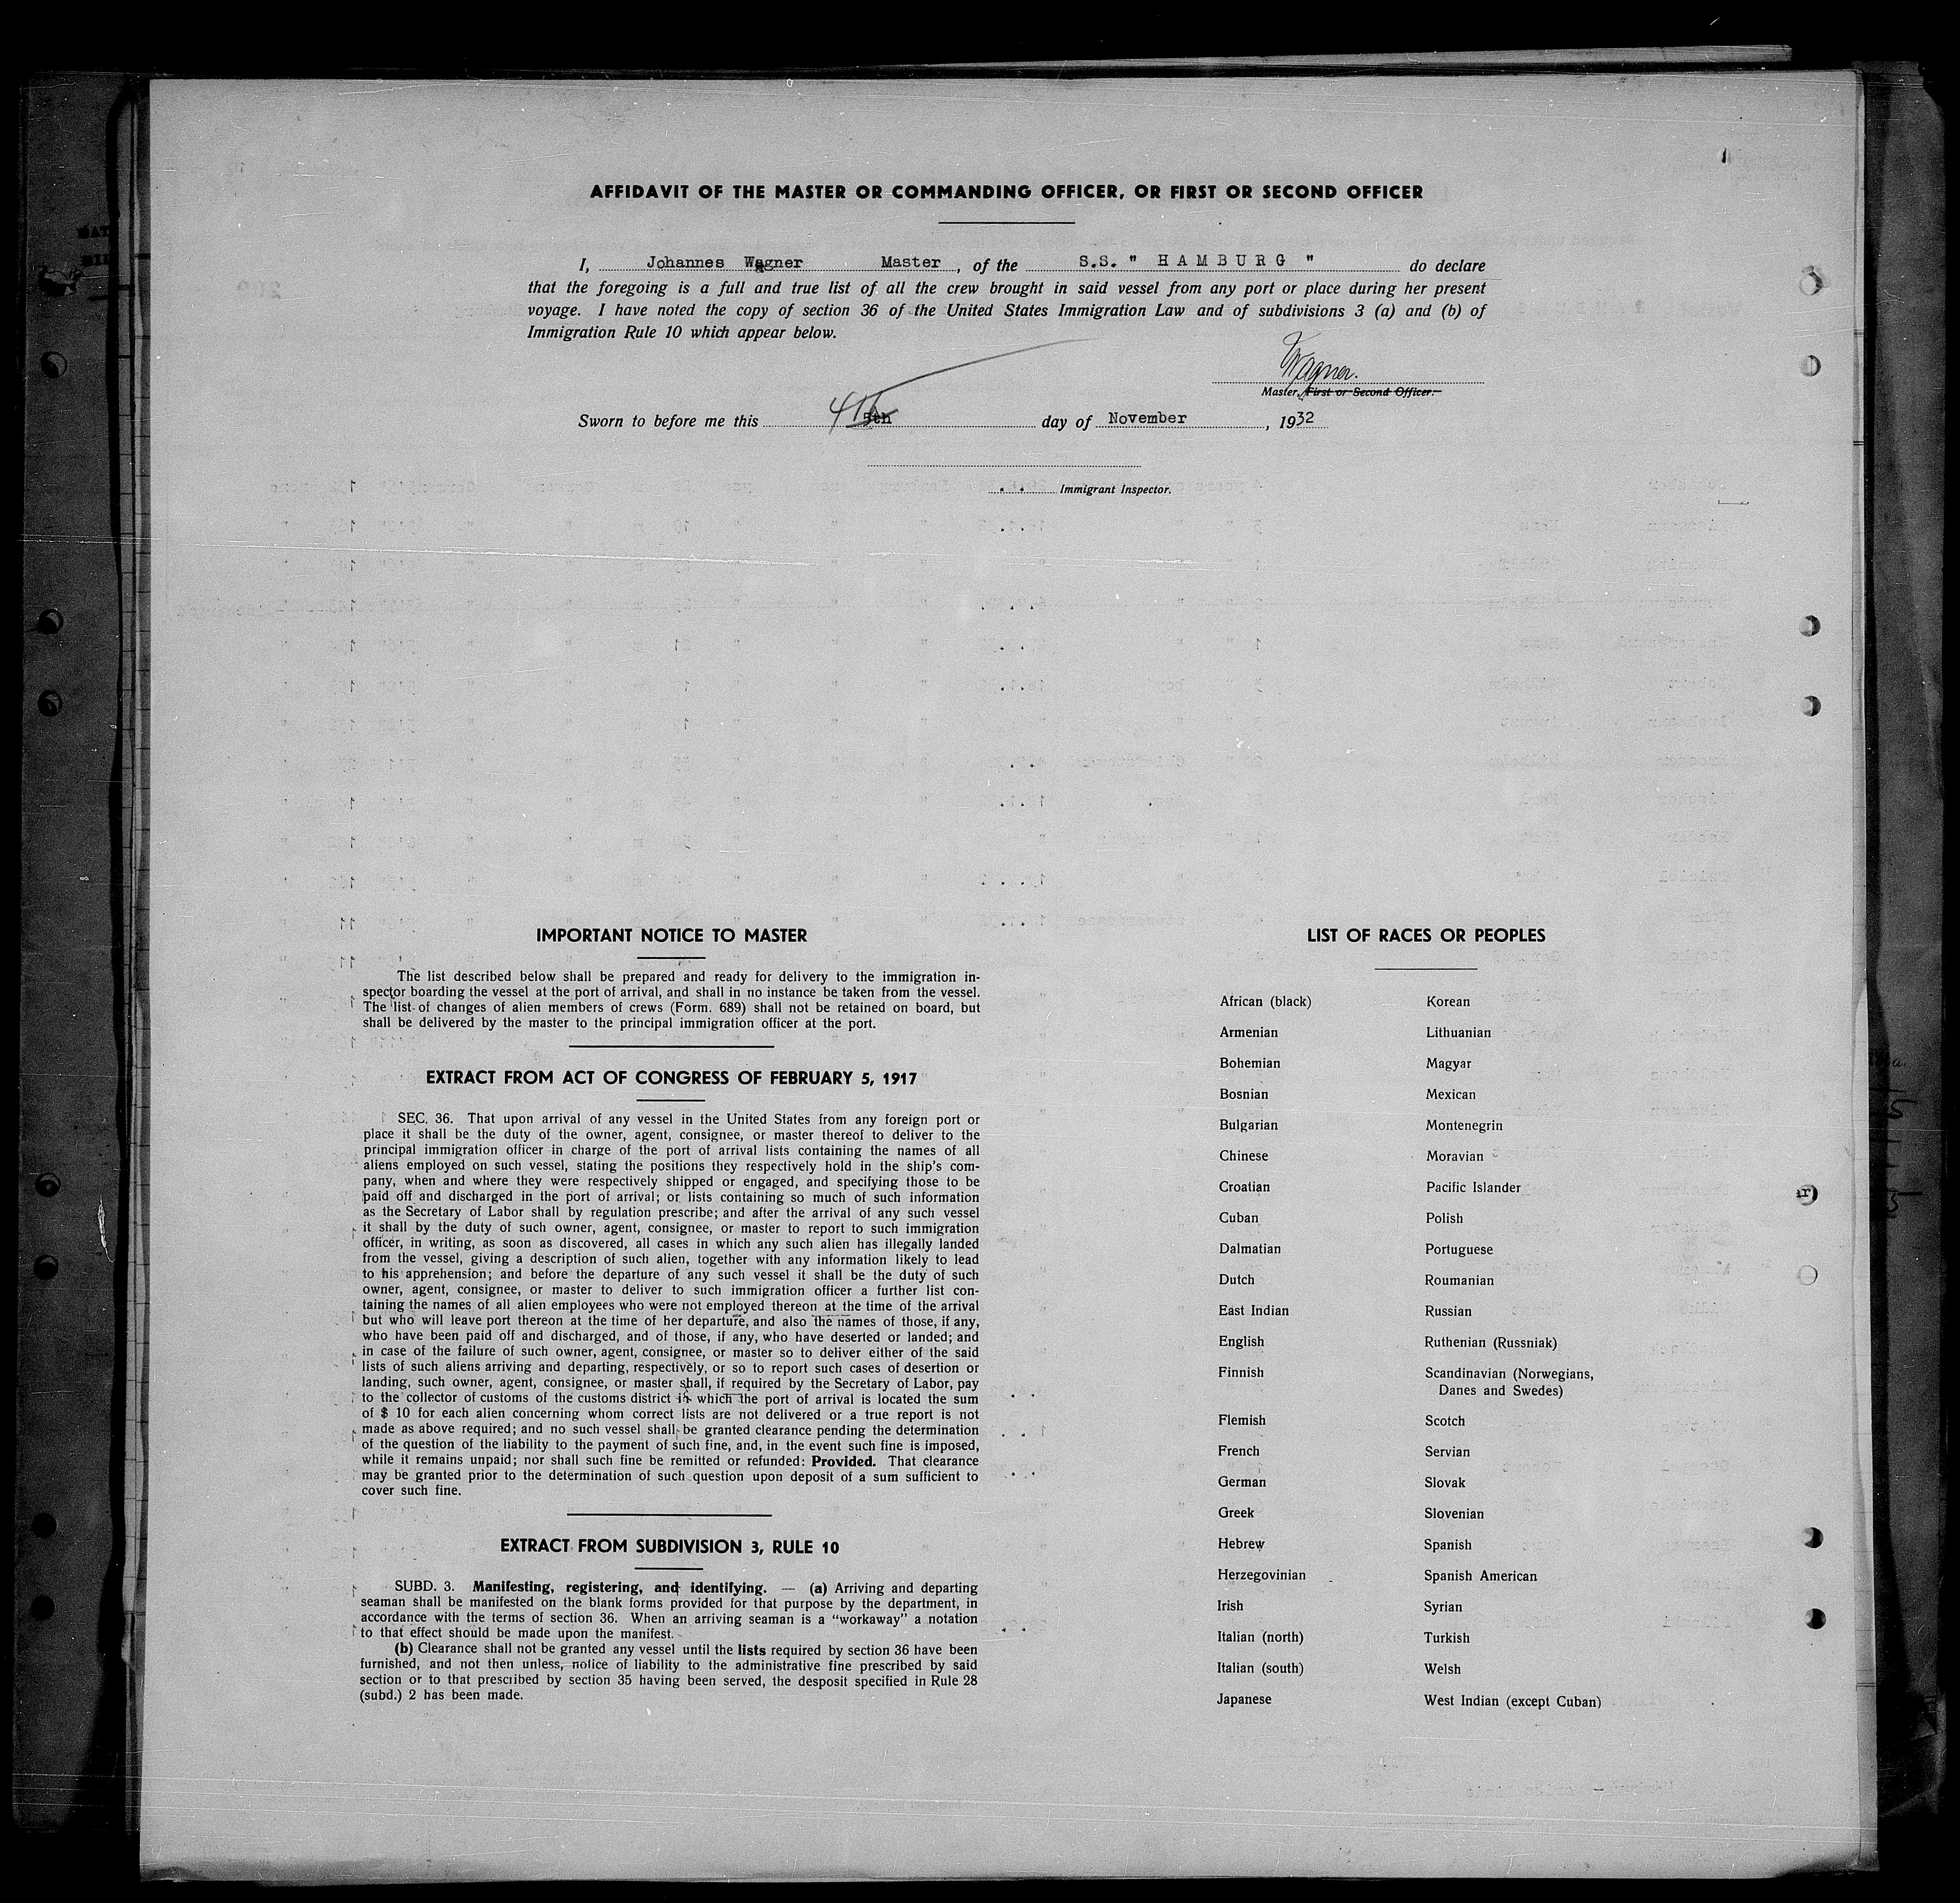 AFFIDAVIT OF THE MASTER OR COMMANDING OFFICER, OR FIRST OR SECOND OFFICER
I, Johannes Wagner Master, of the S.S. " HAMBURG " do declare
that the foregoing is a full and true list of all the crew brought in said vessel from any port or place during her present
voyage. I have noted the copy of section 36 of the United States Immigration Law and of subdivisions 3 (a) and (b) of
Immigration Rule 10 which appear below.
Wagner.
Master, First or Second Officer.
Sworn to before me this 4th 5th day of November, 1932
Immigrant Inspector.
IMPORTANT NOTICE TO MASTER
The list described below shall be prepared and ready for delivery to the immigration in-
spector boarding the vessel at the port of arrival, and shall in no instance be taken from the vessel.
The list of changes of alien members of crews (Form. 689) shall not be retained on board, but
shall be delivered by the master to the principal immigration officer at the port.
EXTRACT FROM ACT OF CONGRESS OF FEBRUARY 5, 1917
SEC. 36. That upon arrival of any vessel in the United States from any foreign port or
place it shall be the duty of the owner, agent, consignee, or master thereof to deliver to the
principal immigration officer in charge of the port of arrival lists containing the names of all
aliens employed on such vessel, stating the positions they respectively hold in the ship's com-
pany, when and where they were respectively shipped or engaged, and specifying those to be
paid off and discharged in the port of arrival; or lists containing so much of such information
as the Secretary of Labor shall by regulation prescribe; and after the arrival of any such vessel
it shall by the duty of such owner, agent, consignee, or master to report to such immigration
officer, in writing, as soon as discovered, all cases in which any such alien has illegally landed
from the vessel, giving a description of such alien, together with any information likely to lead
to his apprehension; and before the departure of any such vessel it shall be the duty of such
owner, agent, consignee, or master to deliver to such immigration officer a further list con-
taining the names of all alien employees who were not employed thereon at the time of the arrival
but who will leave port thereon at the time of her departure, and also the names of those, if any,
who have been paid off and discharged, and of those, if any, who have deserted or landed; and
in case of the failure of such owner, agent, consignee, or master so to deliver either of the said
lists of such aliens arriving and departing, respectively, or so to report such cases of desertion or
landing, such owner, agent, consignee, or master shall, if required by the Secretary of Labor, pay
to the collector of customs of the customs district in which the port of arrival is located the sum
of $ 10 for each alien concerning whom correct lists are not delivered or a true report is not
made as above required; and no such vessel shall be granted clearance pending the determination
of the question of the liability to the payment of such fine, and, in the event such fine is imposed,
while it remains unpaid; nor shall such fine be remitted or refunded: Provided. That clearance
may be granted prior to the determination of such question upon deposit of a sum sufficient to
cover such fine.
EXTRACT FROM SUBDIVISION 3, RULE 10
SUBD. 3. Manifesting, registering, and identifying. — (a) Arriving and departing
seaman shall be manifested on the blank forms provided for that purpose by the department, in
accordance with the terms of section 36. When an arriving seaman is a "workaway" a notation
to that effect should be made upon the manifest.
(b) Clearance shall not be granted any vessel until the lists required by section 36 have been
furnished, and not then unless, notice of liability to the administrative fine prescribed by said
section or to that prescribed by section 35 having been served, the desposit specified in Rule 28
(subd.) 2 has been made.
LIST OF RACES OR PEOPLES
African (black) Korean
Armenian Lithuanian
Bohemian Magyar
Bosnian Mexican
Bulgarian Montenegrin
Chinese Moravian
Croatian Pacific Islander
Cuban Polish
Dalmatian Portuguese
Dutch Roumanian
East Indian Russian
English Ruthenian (Russniak)
Finnish Scandinavian (Norwegians,
Danes and Swedes)
Flemish Scotch
French Servian
German Slovak
Greek Slovenian
Hebrew Spanish
Herzegovinian Spanish American
Irish Syrian
Italian (north) Turkish
Italian (south) Welsh
Japanese West Indian (except Cuban)